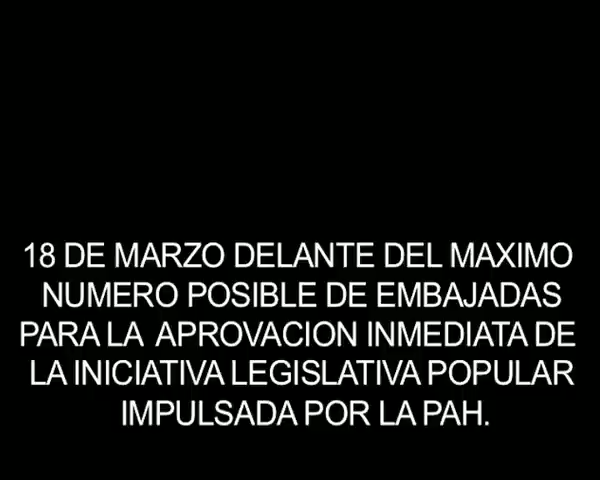 18 DE MARZO DELANTE DEL MAXIMO
NUMERO POSIBLE DE EMBAJADAS
PARA LA APROVACION INMEDIATA DE
LA INICIATIVA LEGISLATIVA POPULAR
IMPULSADA POR LA PAH.